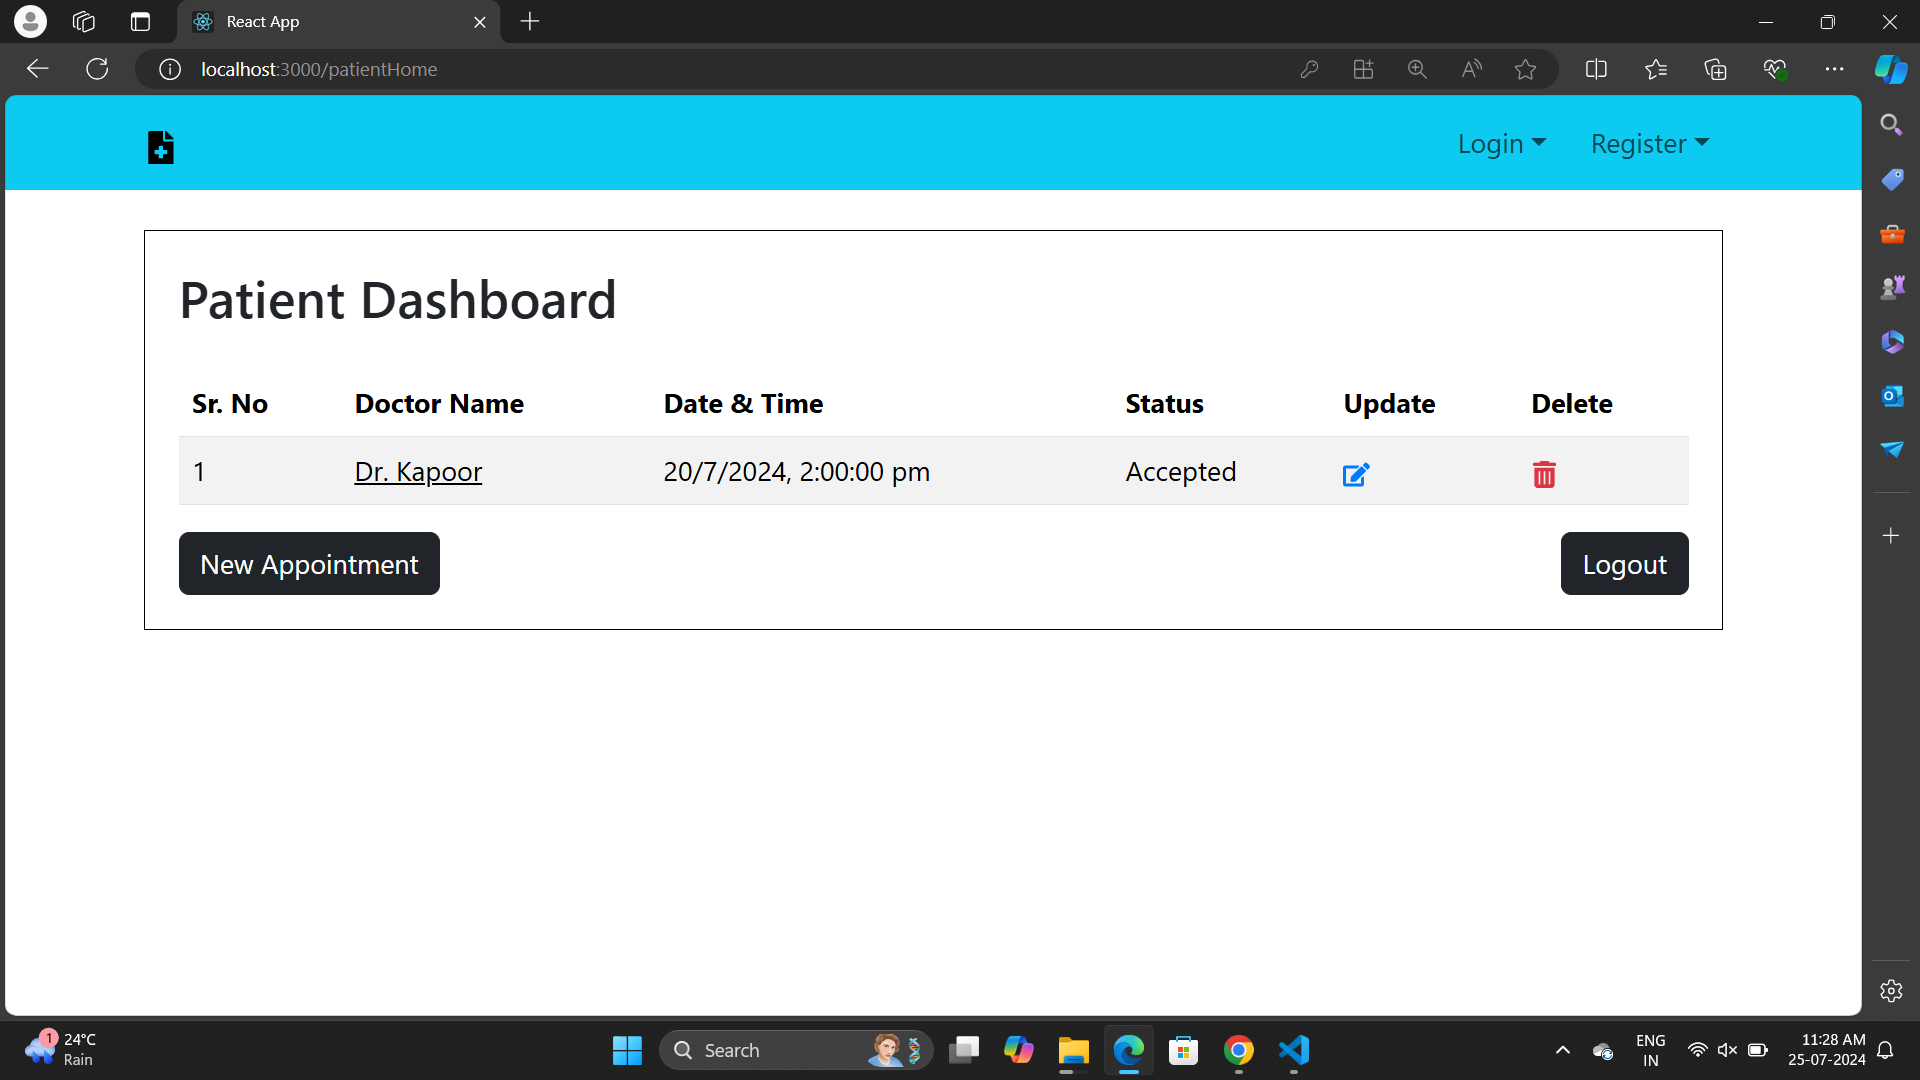 React App
localhost:3000/patientHome
Login Register
Patient Dashboard
Sr. No Doctor Name Date & Time Status Update Delete
1 Dr. Kapoor 20/7/2024, 2:00:00 pm Accepted
New Appointment Logout
1 24°C
Rain
Search
ENG
IN
11:28 AM
25-07-2024